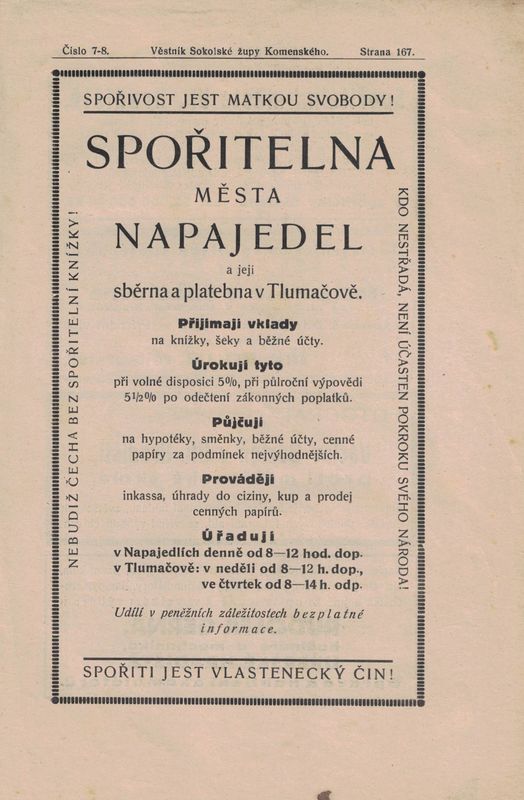 Číslo 7-8. Věstník Sokolské župy Komenského. Strana 167.
SPOŘIVOST JEST MATKOU SVOBODY!
SPOŘITELNA
MĚSTA
NAPAJEDEL
a její
sběrna a platebna v Tlumačově.
Přijímají vklady
na knížky, šeky a běžné účty.
Úrokují tyto
při volné disposici 5%, při půlroční výpovědi
5 1/2% po odečtení zákonných poplatků.
Půjčují
na hypotéky, směnky, běžné účty, cenné
papíry za podmínek nejvýhodnějších.
Provádějí
inkassa, úhrady do ciziny, kup a prodej
cenných papírů.
Úřadují
v Napajedlích denně od 8—12 hod. dop.
v Tlumačově: v neděli od 8—12 h. dop.,
ve čtvrtek od 8—14 h. odp.
Udílí v peněžních záležitostech bezplatné
informace.
SPOŘITI JEST VLASTENECKÝ ČIN!
NEBUDIŽ ČECHA BEZ SPOŘITELNÍ KNÍŽKY!
KDO NESTŘADÁ, NENÍ ÚČASTEN POKROKU SVÉHO NÁRODA!